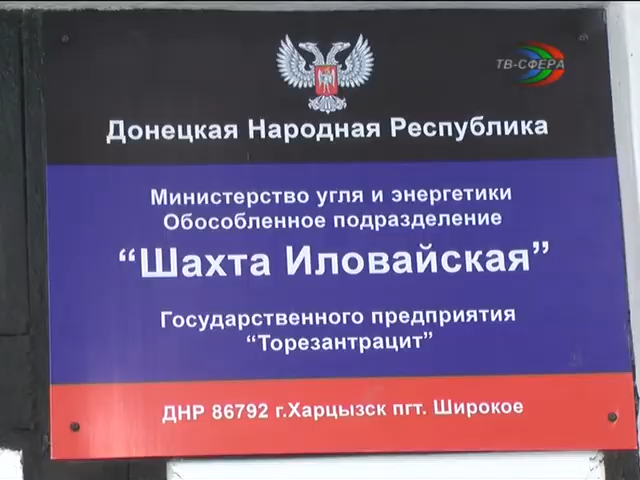 ТВ-СФЕРА
Донецкая Народная Республика
Министерство угля и энергетики
Обособленное подразделение
“Шахта Иловайская”
Государственного предприятия
“Торезантрацит”
ДНР 86792 г.Харцызск пгт. Широкое